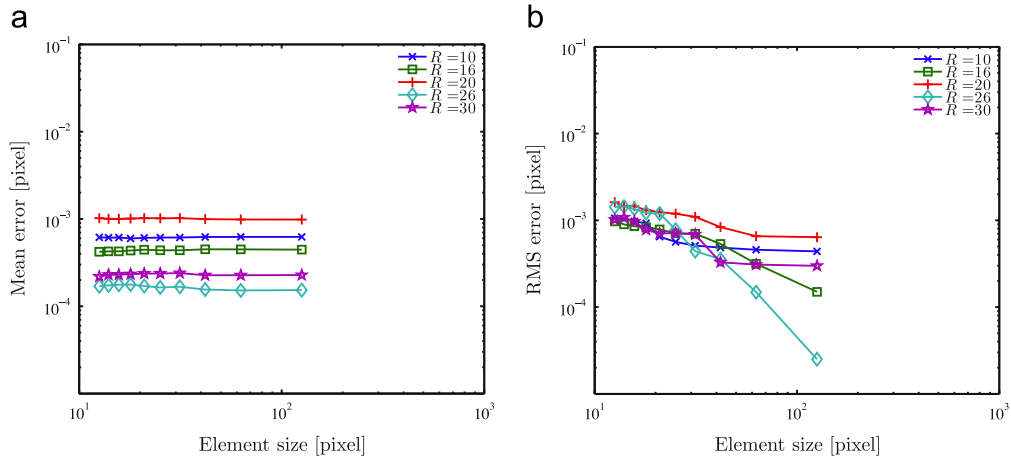 a
10^-1
10^-2
10^-3
10^-4
10^1
10^2
10^3
Mean error [pixel]
Element size [pixel]
R =10
R =16
R =20
R =26
R =30
b
10^-1
10^-2
10^-3
10^-4
10^1
10^2
10^3
RMS error [pixel]
Element size [pixel]
R =10
R =16
R =20
R =26
R =30